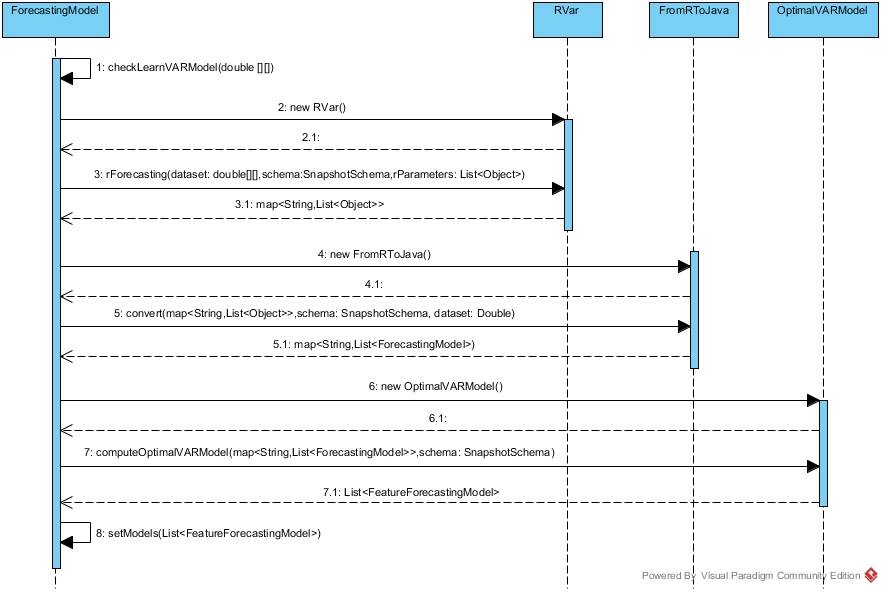 ForecastingModel
RVar
FromRToJava
OptimalVARModel
1: checkLearnVARModel(double [][])
2: new RVar()
2.1:
3: rForecasting(dataset: double[][],schema:SnapshotSchema,rParameters: List<Object>)
3.1: map<String,List<Object>>
4: new FromRToJava()
4.1:
5: convert(map<String,List<Object>>,schema: SnapshotSchema, dataset: Double)
5.1: map<String,List<ForecastingModel>)
6: new OptimalVARModel()
6.1:
7: computeOptimalVARModel(map<String,List<ForecastingModel>>,schema: SnapshotSchema)
7.1: List<FeatureForecastingModel>
8: setModels(List<FeatureForecastingModel>)
Powered By Visual Paradigm Community Edition